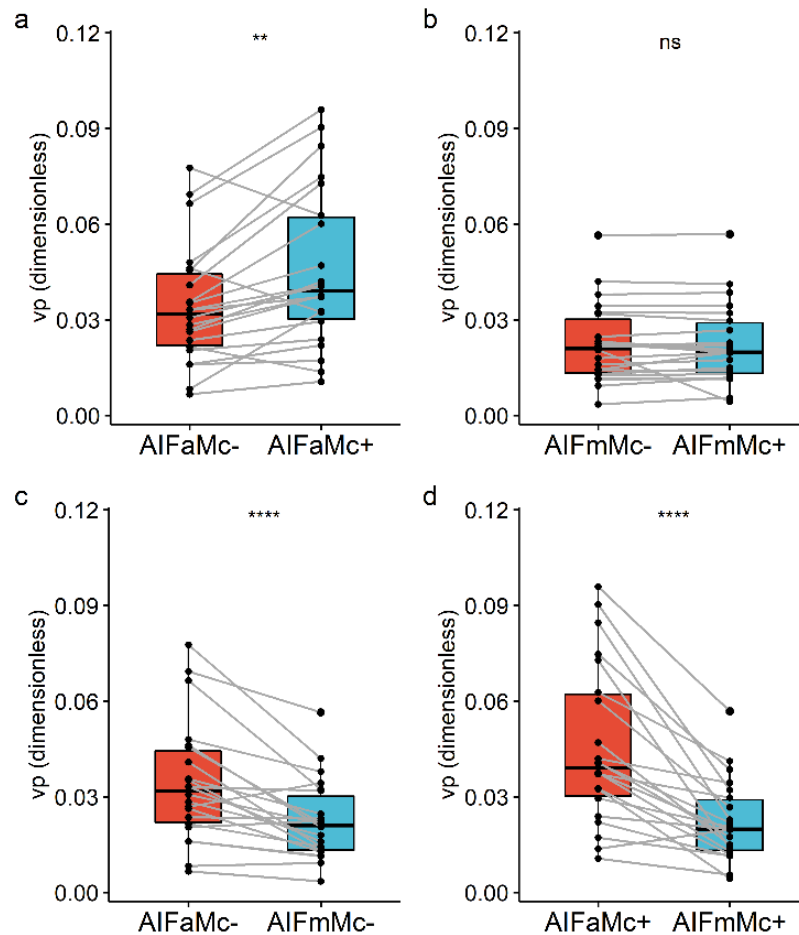 a
**
vp (dimensionless)
0.12
0.09
0.06
0.03
0.00
AIFaMc-
AIFaMc+
b
ns
vp (dimensionless)
0.12
0.09
0.06
0.03
0.00
AIFmMc-
AIFmMc+
c
****
vp (dimensionless)
0.12
0.09
0.06
0.03
0.00
AIFaMc-
AIFmMc-
d
****
vp (dimensionless)
0.12
0.09
0.06
0.03
0.00
AIFaMc+
AIFmMc+